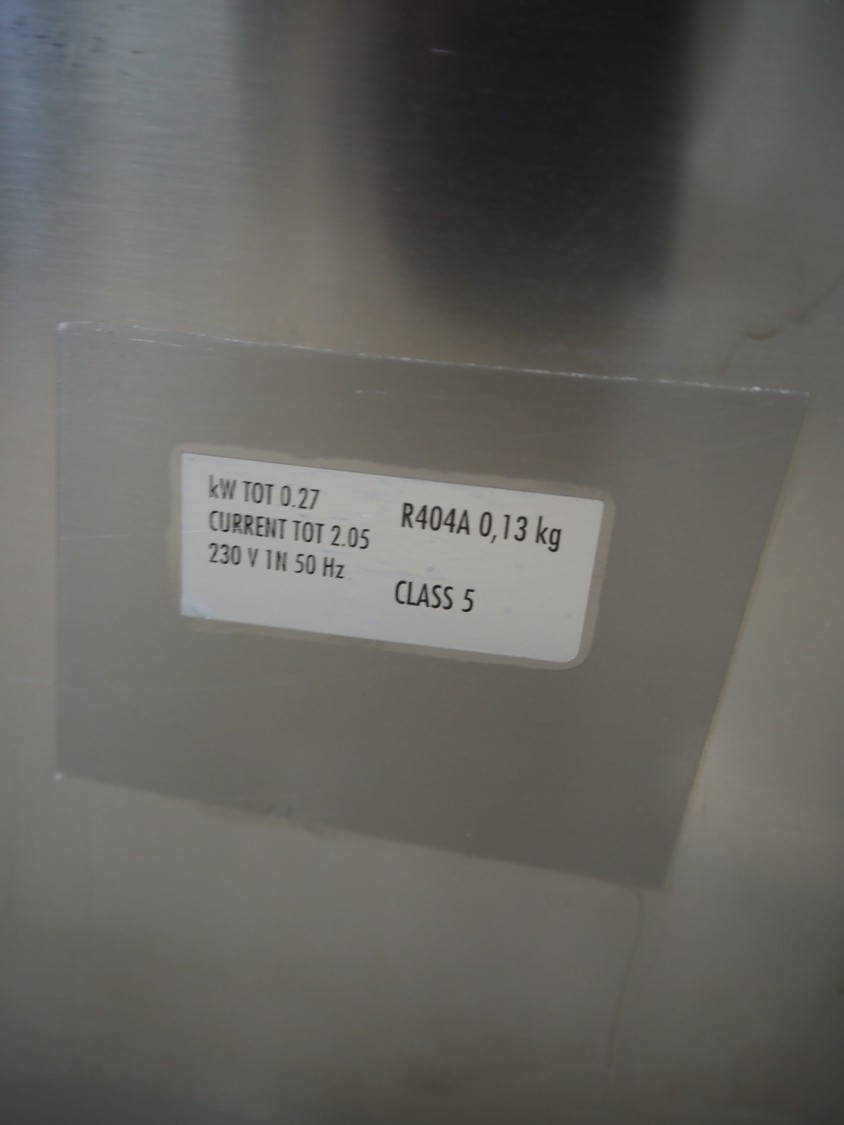 kW TOT 0.27
CURRENT TOT 2.05
230 V 1N 50 Hz
R404A 0,13 kg
CLASS 5